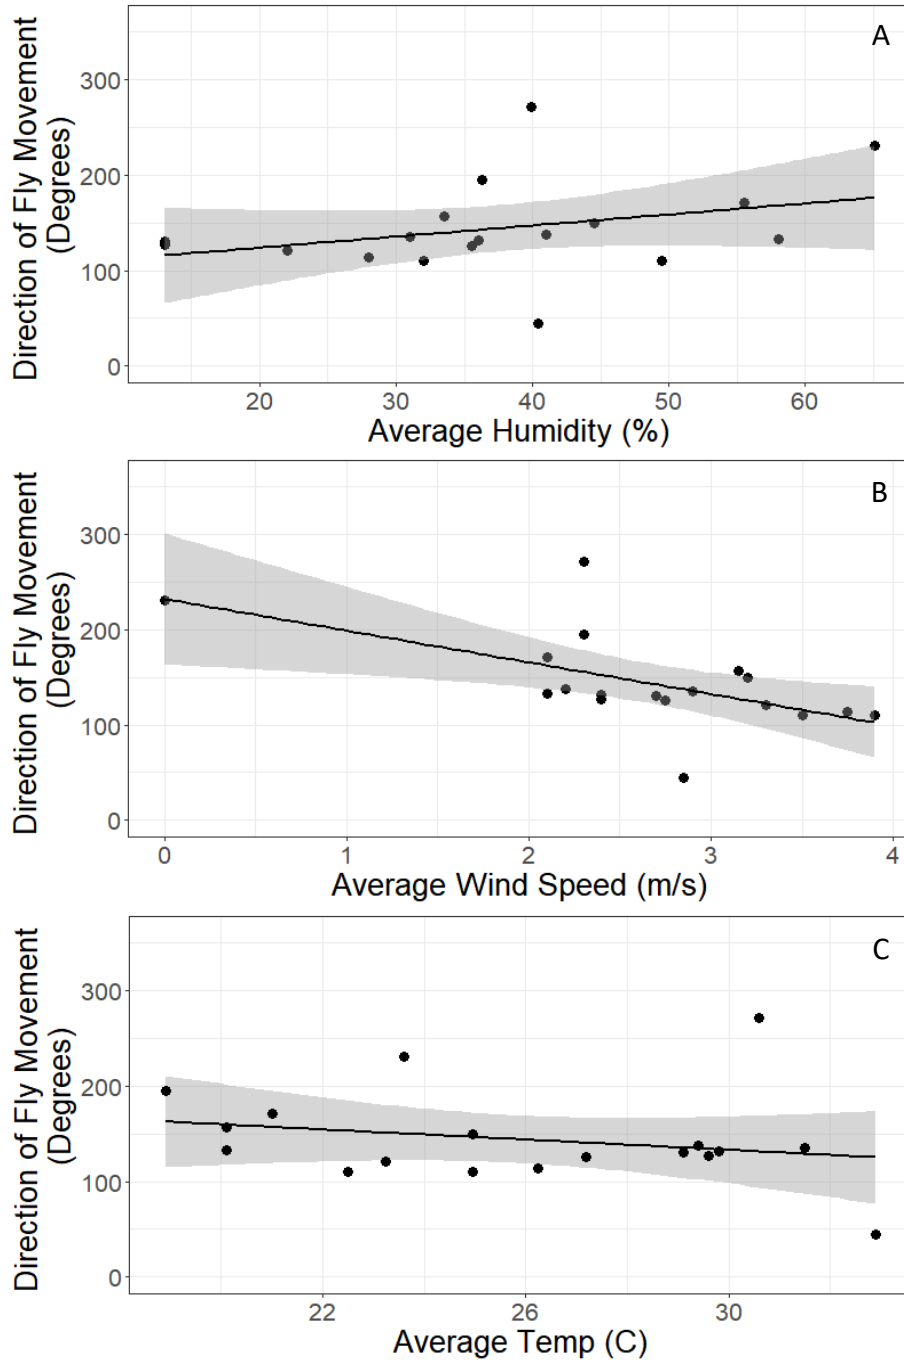 A
Direction of Fly Movement
(Degrees)
300
200
100
0
20
30
40
50
60
Average Humidity (%)
B
Direction of Fly Movement
(Degrees)
300
200
100
0
0
1
2
3
4
Average Wind Speed (m/s)
C
Direction of Fly Movement
(Degrees)
300
200
100
0
22
26
30
Average Temp (C)